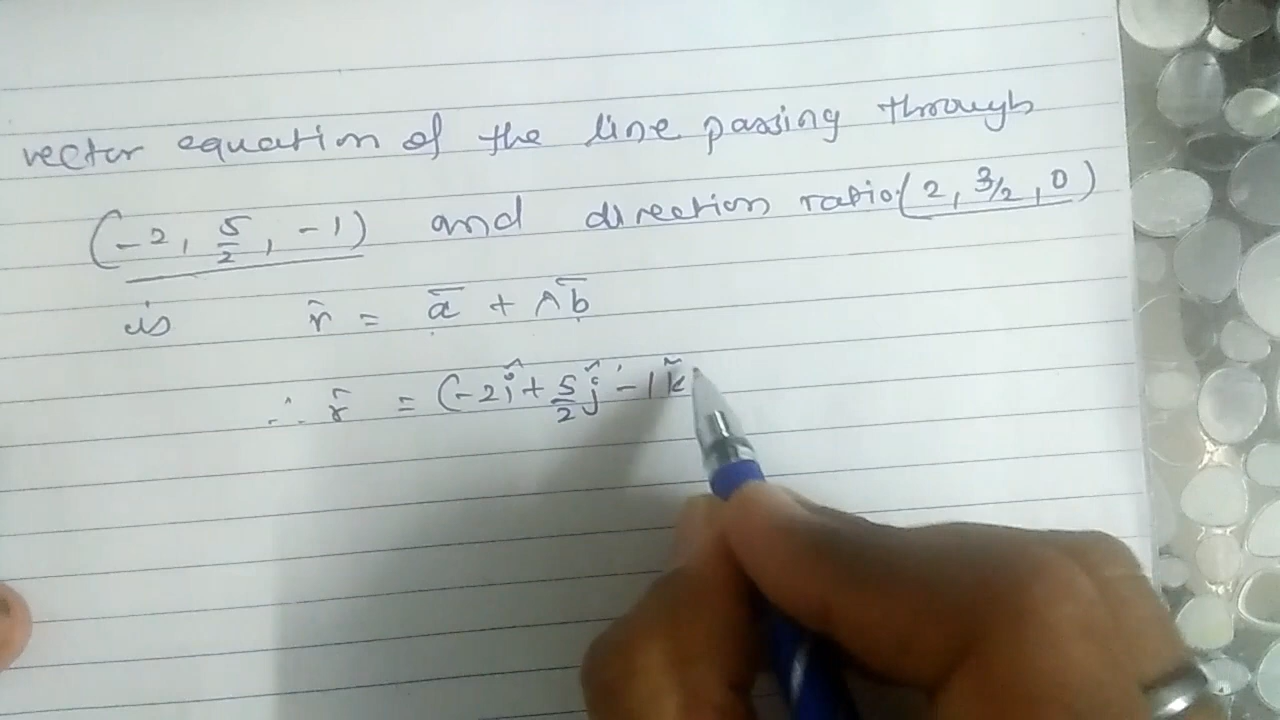 vector equation of the line passing through
(-2, 5/2, -1) and direction ratio (2, 3/2, 0)
is r̄ = a̅ + λb̅
∴ r̄ = (-2î + 5/2 ĵ - 1k̂